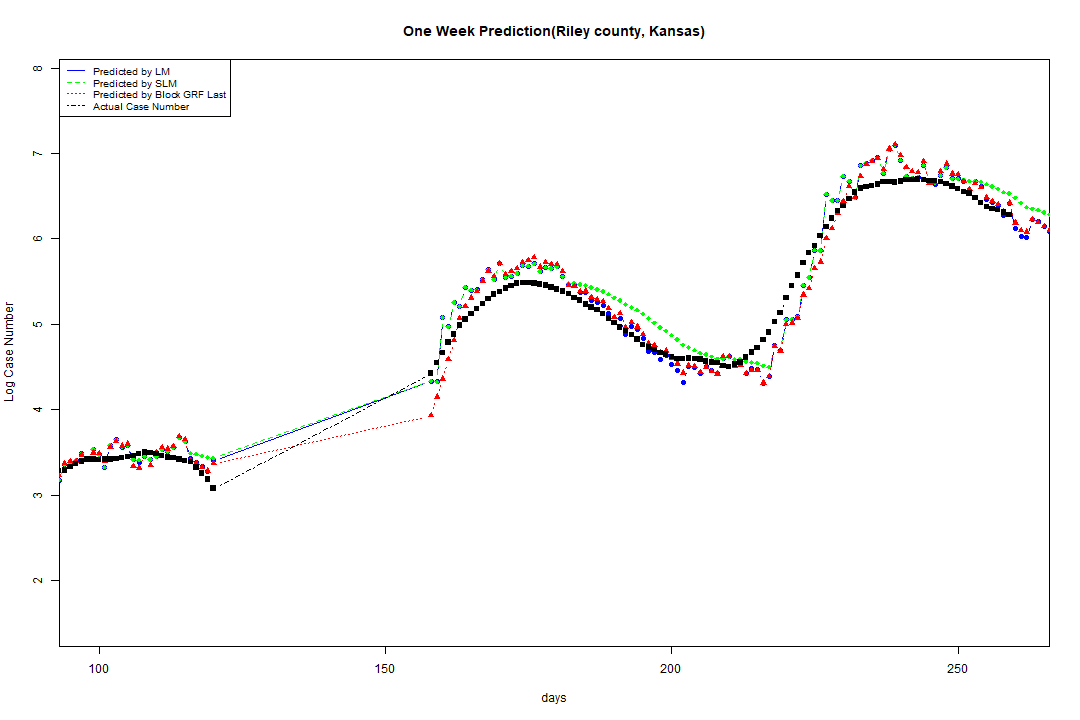 One Week Prediction(Riley county, Kansas)
Predicted by LM
Predicted by SLM
Predicted by Block GRF Last
Actual Case Number
Log Case Number
8
7
6
5
4
3
2
100
150
200
250
days